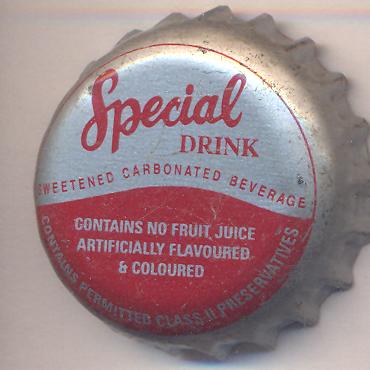 Special
DRINK
SWEETENED CARBONATED BEVERAGE
CONTAINS NO FRUIT JUICE
ARTIFICIALLY FLAVOURED
& COLOURED
CONTAINS PERMITTED CLASS II PRESERVATIVES